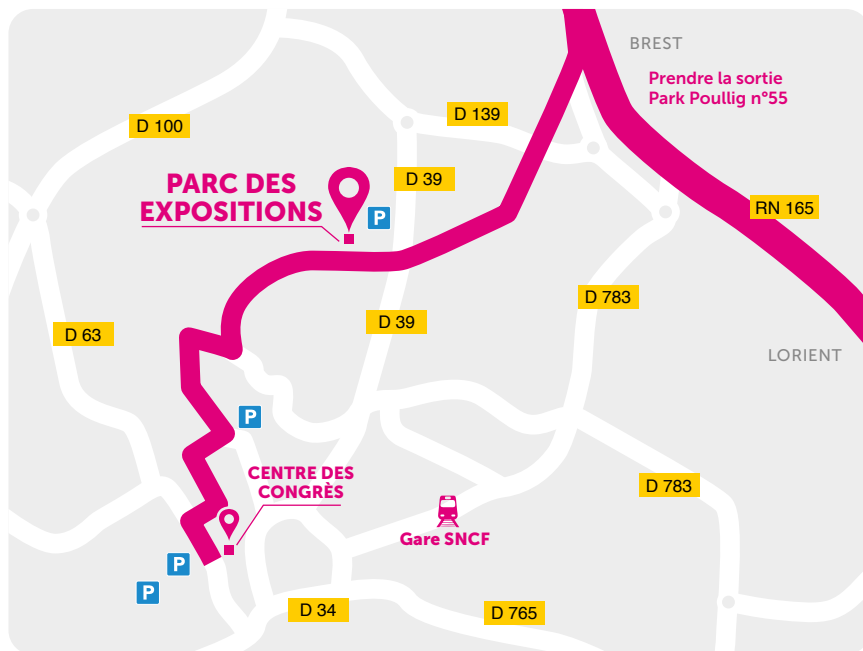 BREST
Prendre la sortie
Park Poullig n°55
D 139
D 100
D 39
PARC DES
EXPOSITIONS
P
RN 165
D 783
D 39
D 63
LORIENT
P
CENTRE DES
CONGRÈS
D 783
Gare SNCF
P
P
D 34
D 765